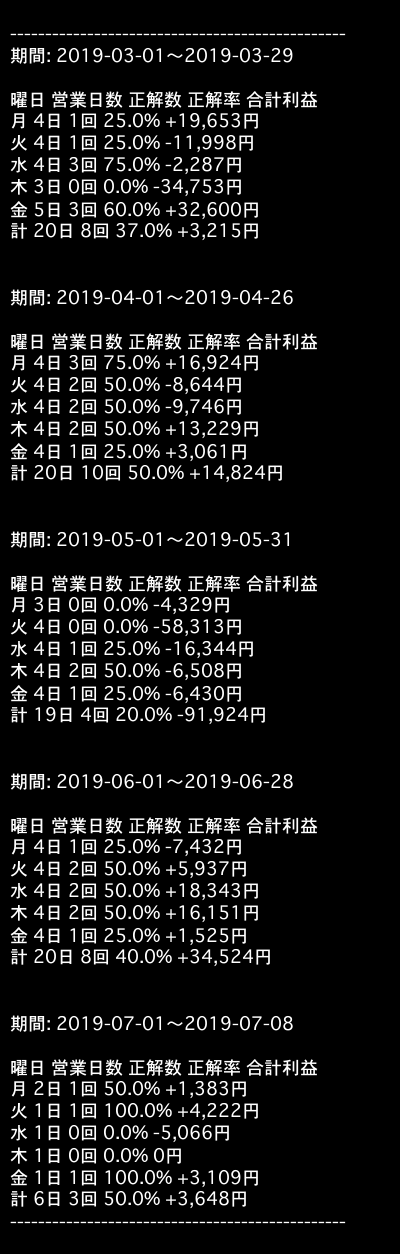 ------------------------------------------------
期間: 2019-03-01〜2019-03-29
曜日 営業日数 正解数 正解率 合計利益
月 4日 1回 25.0% +19,653円
火 4日 1回 25.0% -11,998円
水 4日 3回 75.0% -2,287円
木 3日 0回 0.0% -34,753円
金 5日 3回 60.0% +32,600円
計 20日 8回 37.0% +3,215円
期間: 2019-04-01〜2019-04-26
曜日 営業日数 正解数 正解率 合計利益
月 4日 3回 75.0% +16,924円
火 4日 2回 50.0% -8,644円
水 4日 2回 50.0% -9,746円
木 4日 2回 50.0% +13,229円
金 4日 1回 25.0% +3,061円
計 20日 10回 50.0% +14,824円
期間: 2019-05-01〜2019-05-31
曜日 営業日数 正解数 正解率 合計利益
月 3日 0回 0.0% -4,329円
火 4日 0回 0.0% -58,313円
水 4日 1回 25.0% -16,344円
木 4日 2回 50.0% -6,508円
金 4日 1回 25.0% -6,430円
計 19日 4回 20.0% -91,924円
期間: 2019-06-01〜2019-06-28
曜日 営業日数 正解数 正解率 合計利益
月 4日 1回 25.0% -7,432円
火 4日 2回 50.0% +5,937円
水 4日 2回 50.0% +18,343円
木 4日 2回 50.0% +16,151円
金 4日 1回 25.0% +1,525円
計 20日 8回 40.0% +34,524円
期間: 2019-07-01〜2019-07-08
曜日 営業日数 正解数 正解率 合計利益
月 2日 1回 50.0% +1,383円
火 1日 1回 100.0% +4,222円
水 1日 0回 0.0% -5,066円
木 1日 0回 0.0% 0円
金 1日 1回 100.0% +3,109円
計 6日 3回 50.0% +3,648円
------------------------------------------------